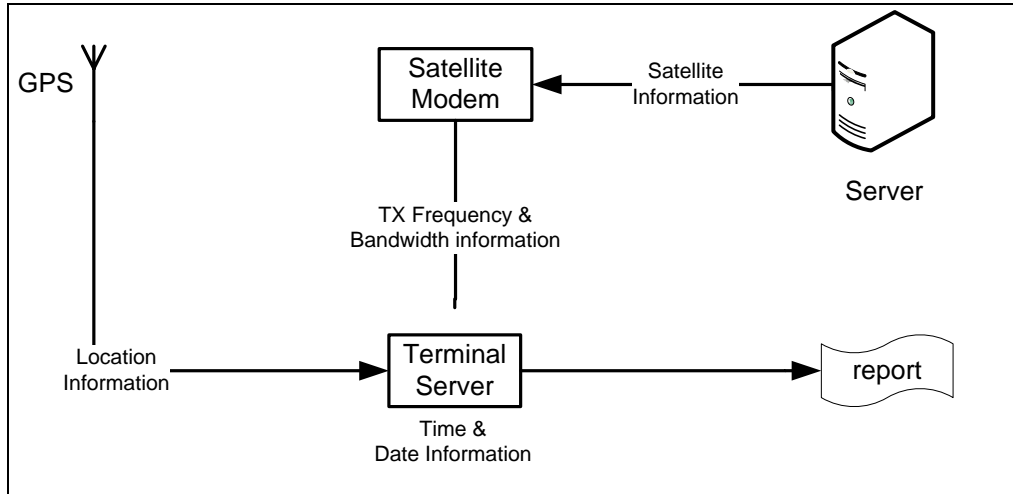 GPS
Satellite
Modem
Satellite
Information
Server
TX Frequency &
Bandwidth information
Location
Information
Terminal
Server
report
Time &
Date Information